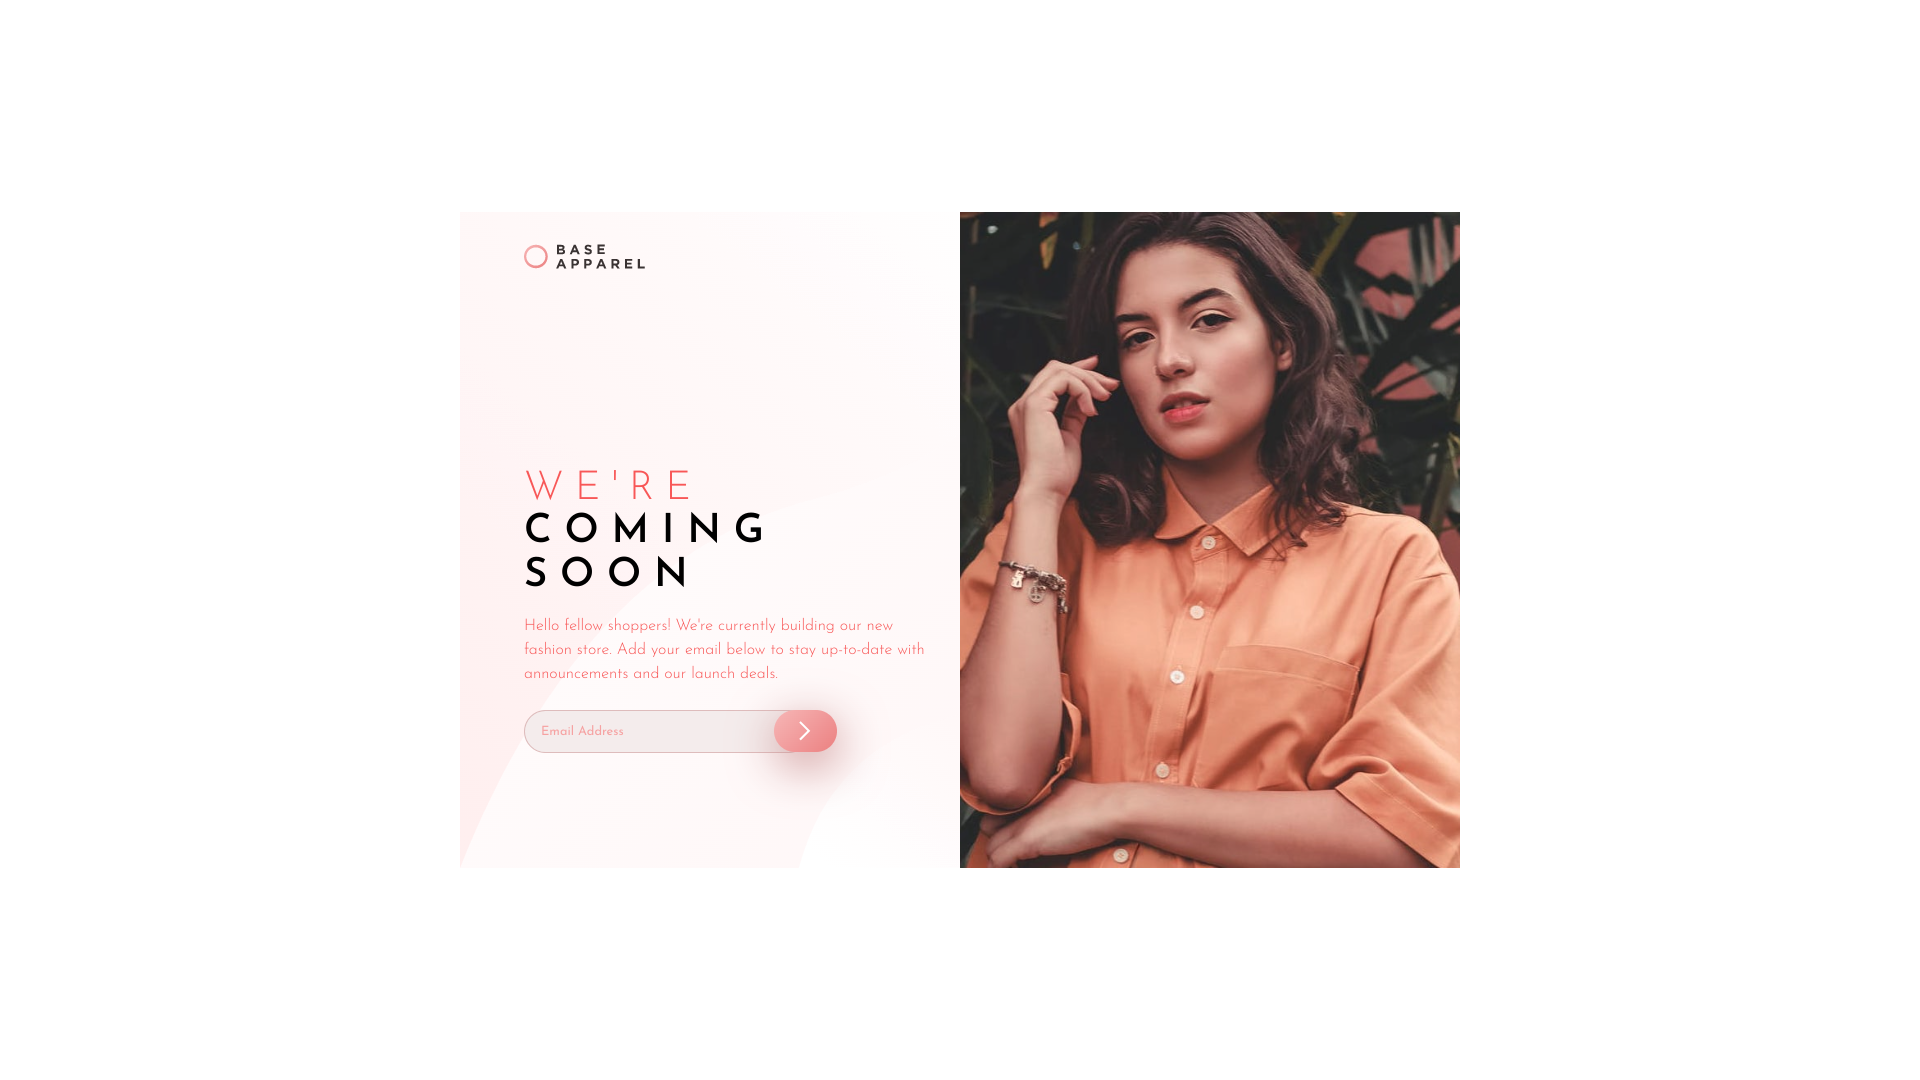 BASE
APPAREL
WE'RE
COMING
SOON
Hello fellow shoppers! We're currently building our new
fashion store. Add your email below to stay up-to-date with
announcements and our launch deals.
Email Address